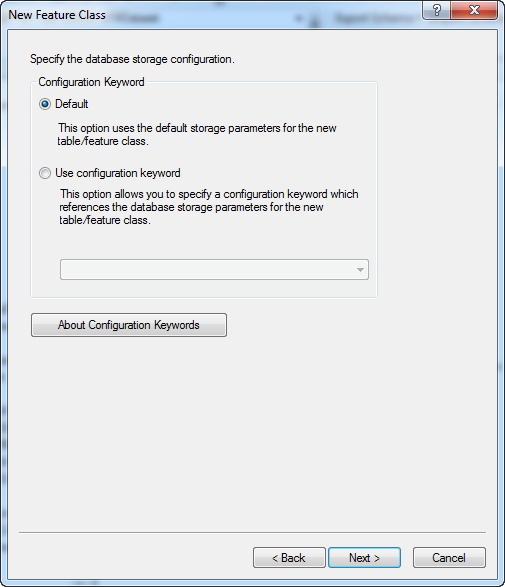 New Feature Class
?
Specify the database storage configuration.
Configuration Keyword
Default
This option uses the default storage parameters for the new
table/feature class.
Use configuration keyword
This option allows you to specify a configuration keyword which
references the database storage parameters for the new
table/feature class.
About Configuration Keywords
< Back
Next >
Cancel